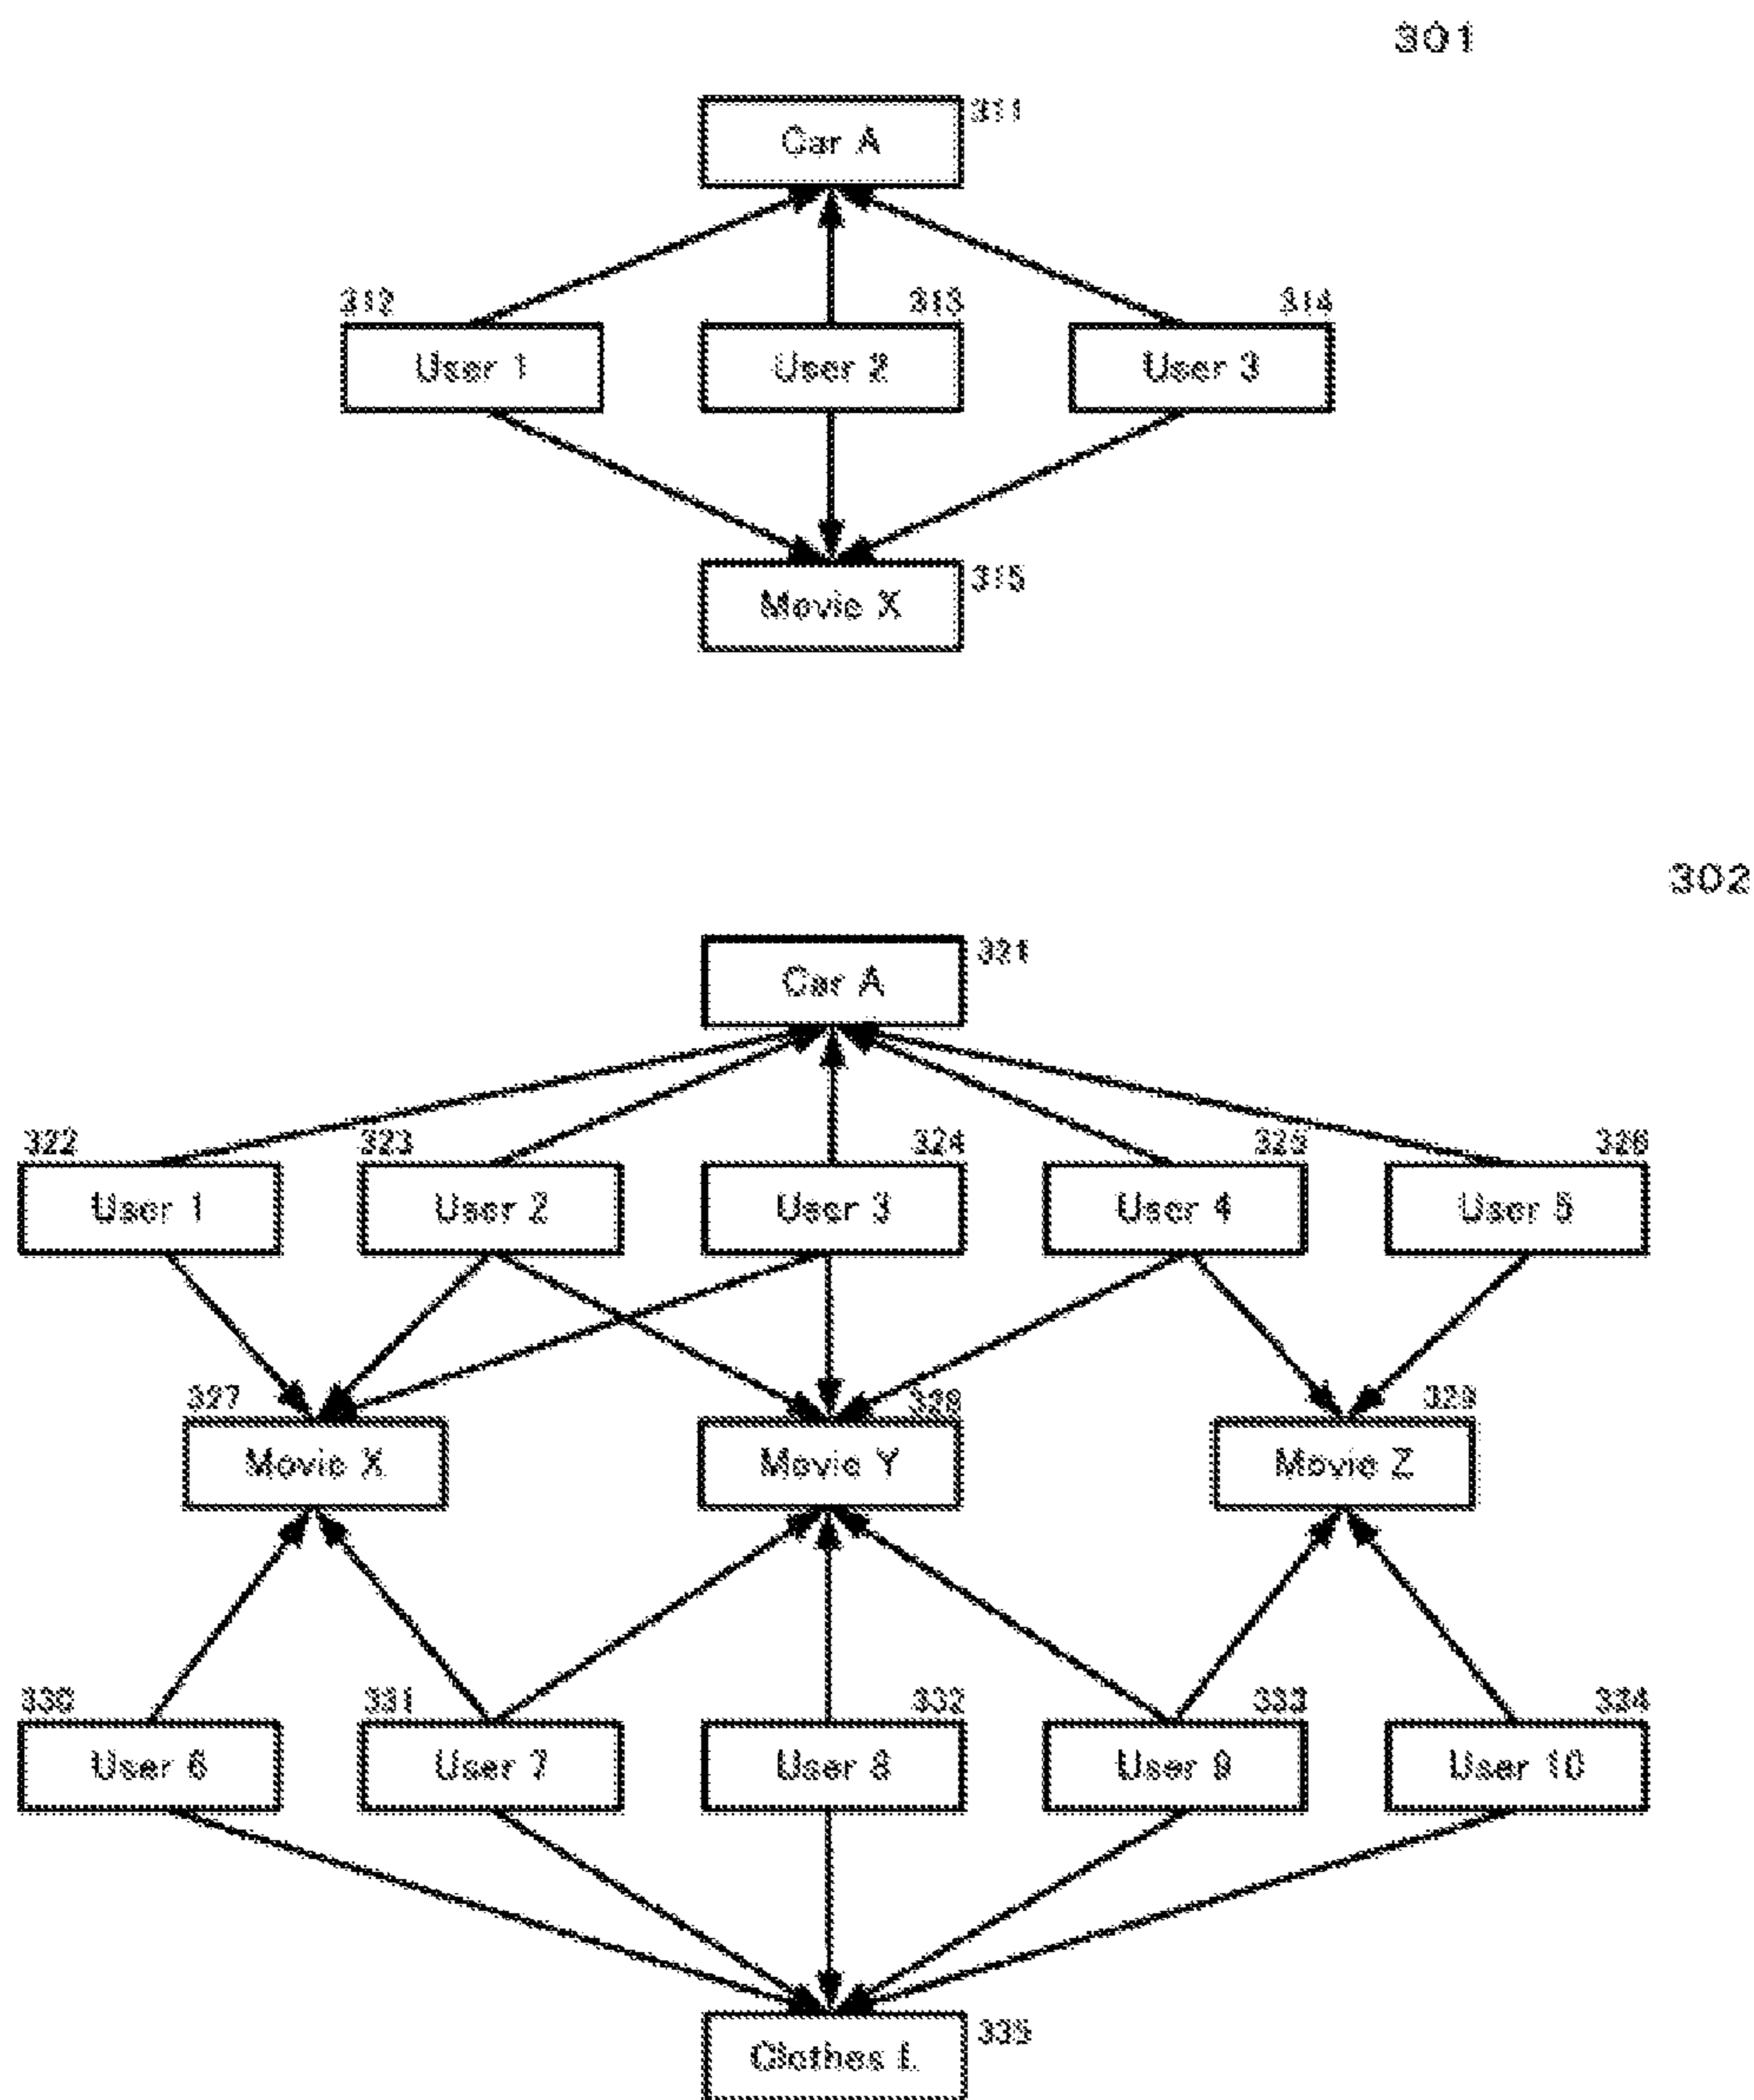 301
Car A
311
312
313
314
User 1
User 2
User 3
Movie X
315
302
Car A
321
322
323
324
325
326
User 1
User 2
User 3
User 4
User 5
327
328
329
Movie X
Movie Y
Movie Z
330
331
332
333
334
User 6
User 7
User 8
User 9
User 10
Clothes L
335